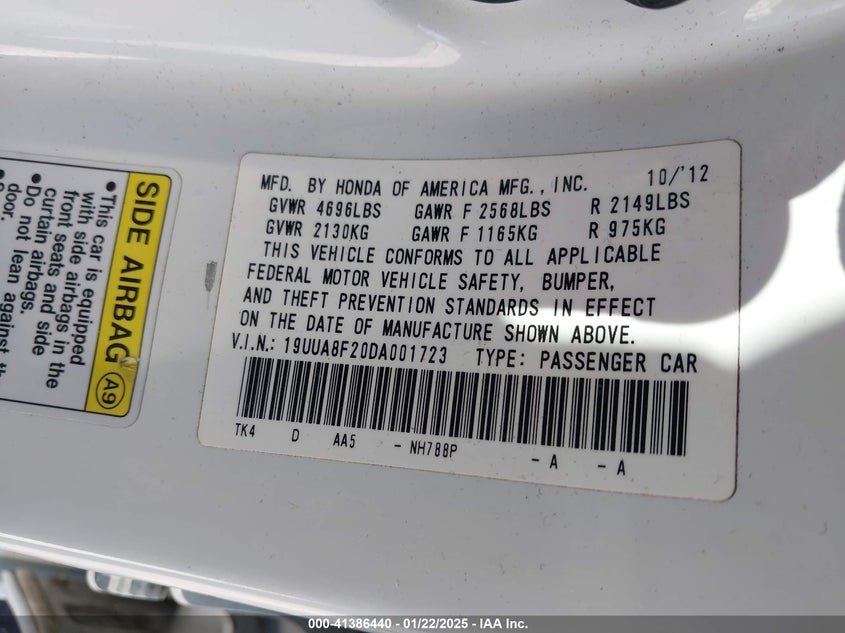 SIDE AIRBAG A9
• This car is equipped
with side airbags in the
front seats and side
curtain airbags.
• Do not lean against the
door.
MFD. BY HONDA OF AMERICA MFG., INC. 10/'12
GVWR 4696LBS GAWR F 2568LBS R 2149LBS
GVWR 2130KG GAWR F 1165KG R 975KG
THIS VEHICLE CONFORMS TO ALL APPLICABLE
FEDERAL MOTOR VEHICLE SAFETY, BUMPER,
AND THEFT PREVENTION STANDARDS IN EFFECT
ON THE DATE OF MANUFACTURE SHOWN ABOVE.
V.I.N.: 19UUA8F20DA001723 TYPE: PASSENGER CAR
TK4 D AA5 - NH788P - A - A
000-41386440 - 01/22/2025 - IAA Inc.